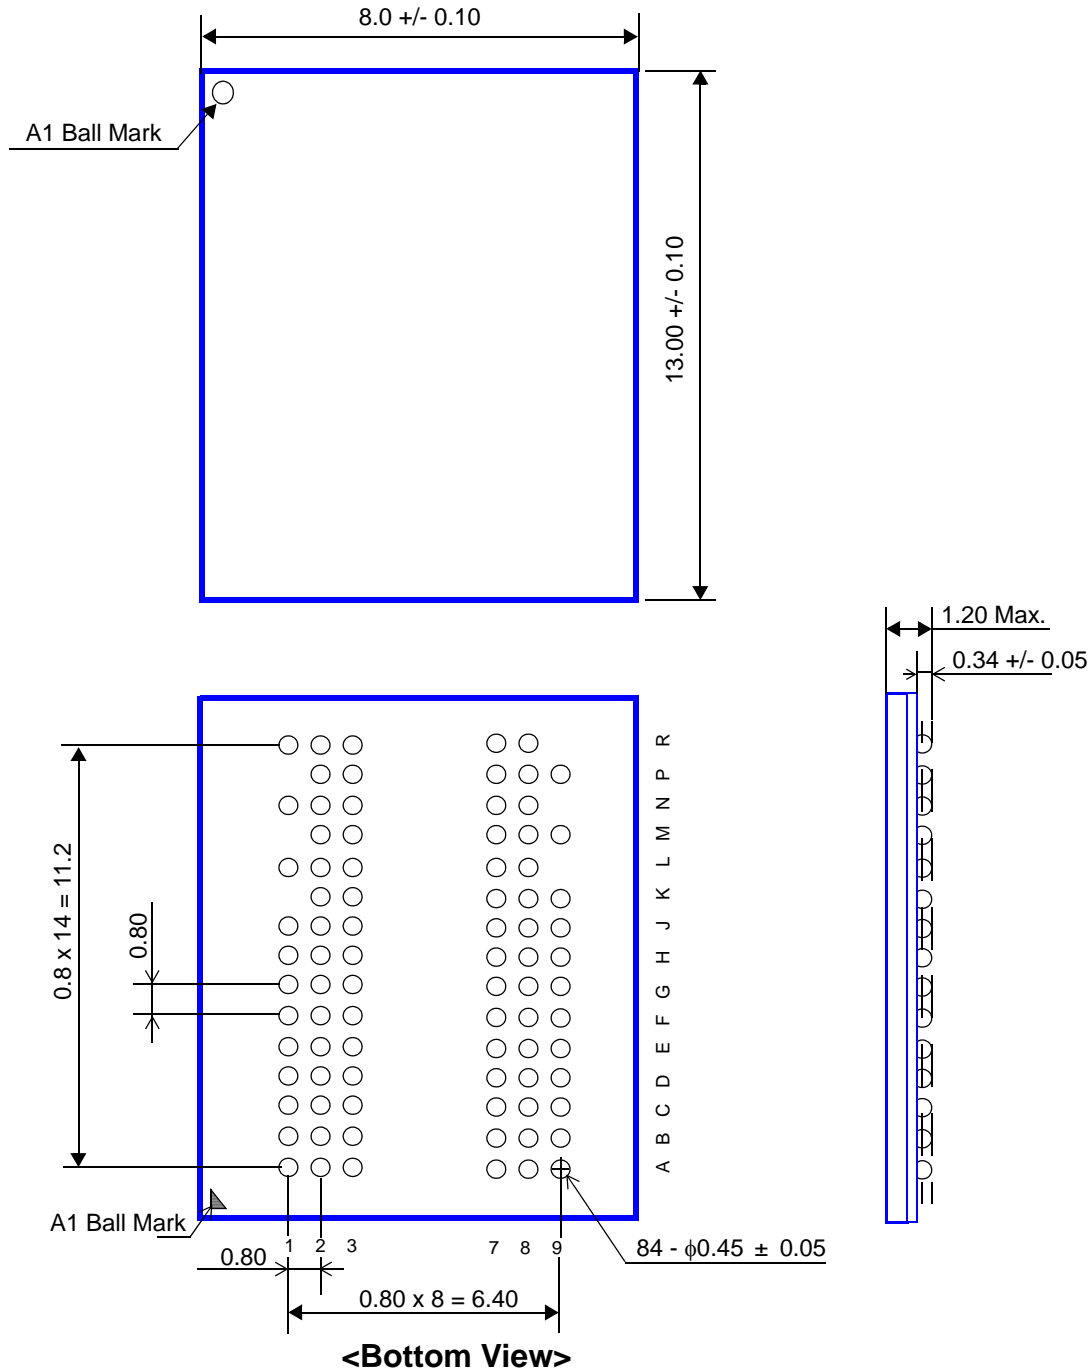 8.0 +/- 0.10
A1 Ball Mark
13.00 +/- 0.10
1.20 Max.
0.34 +/- 0.05
R
P
N
M
L
K
J
H
G
F
E
D
C
B
A
0.8 x 14 = 11.2
0.80
A1 Ball Mark
1 2 3 7 8 9
0.80
84 - ϕ0.45 ± 0.05
0.80 x 8 = 6.40
<Bottom View>